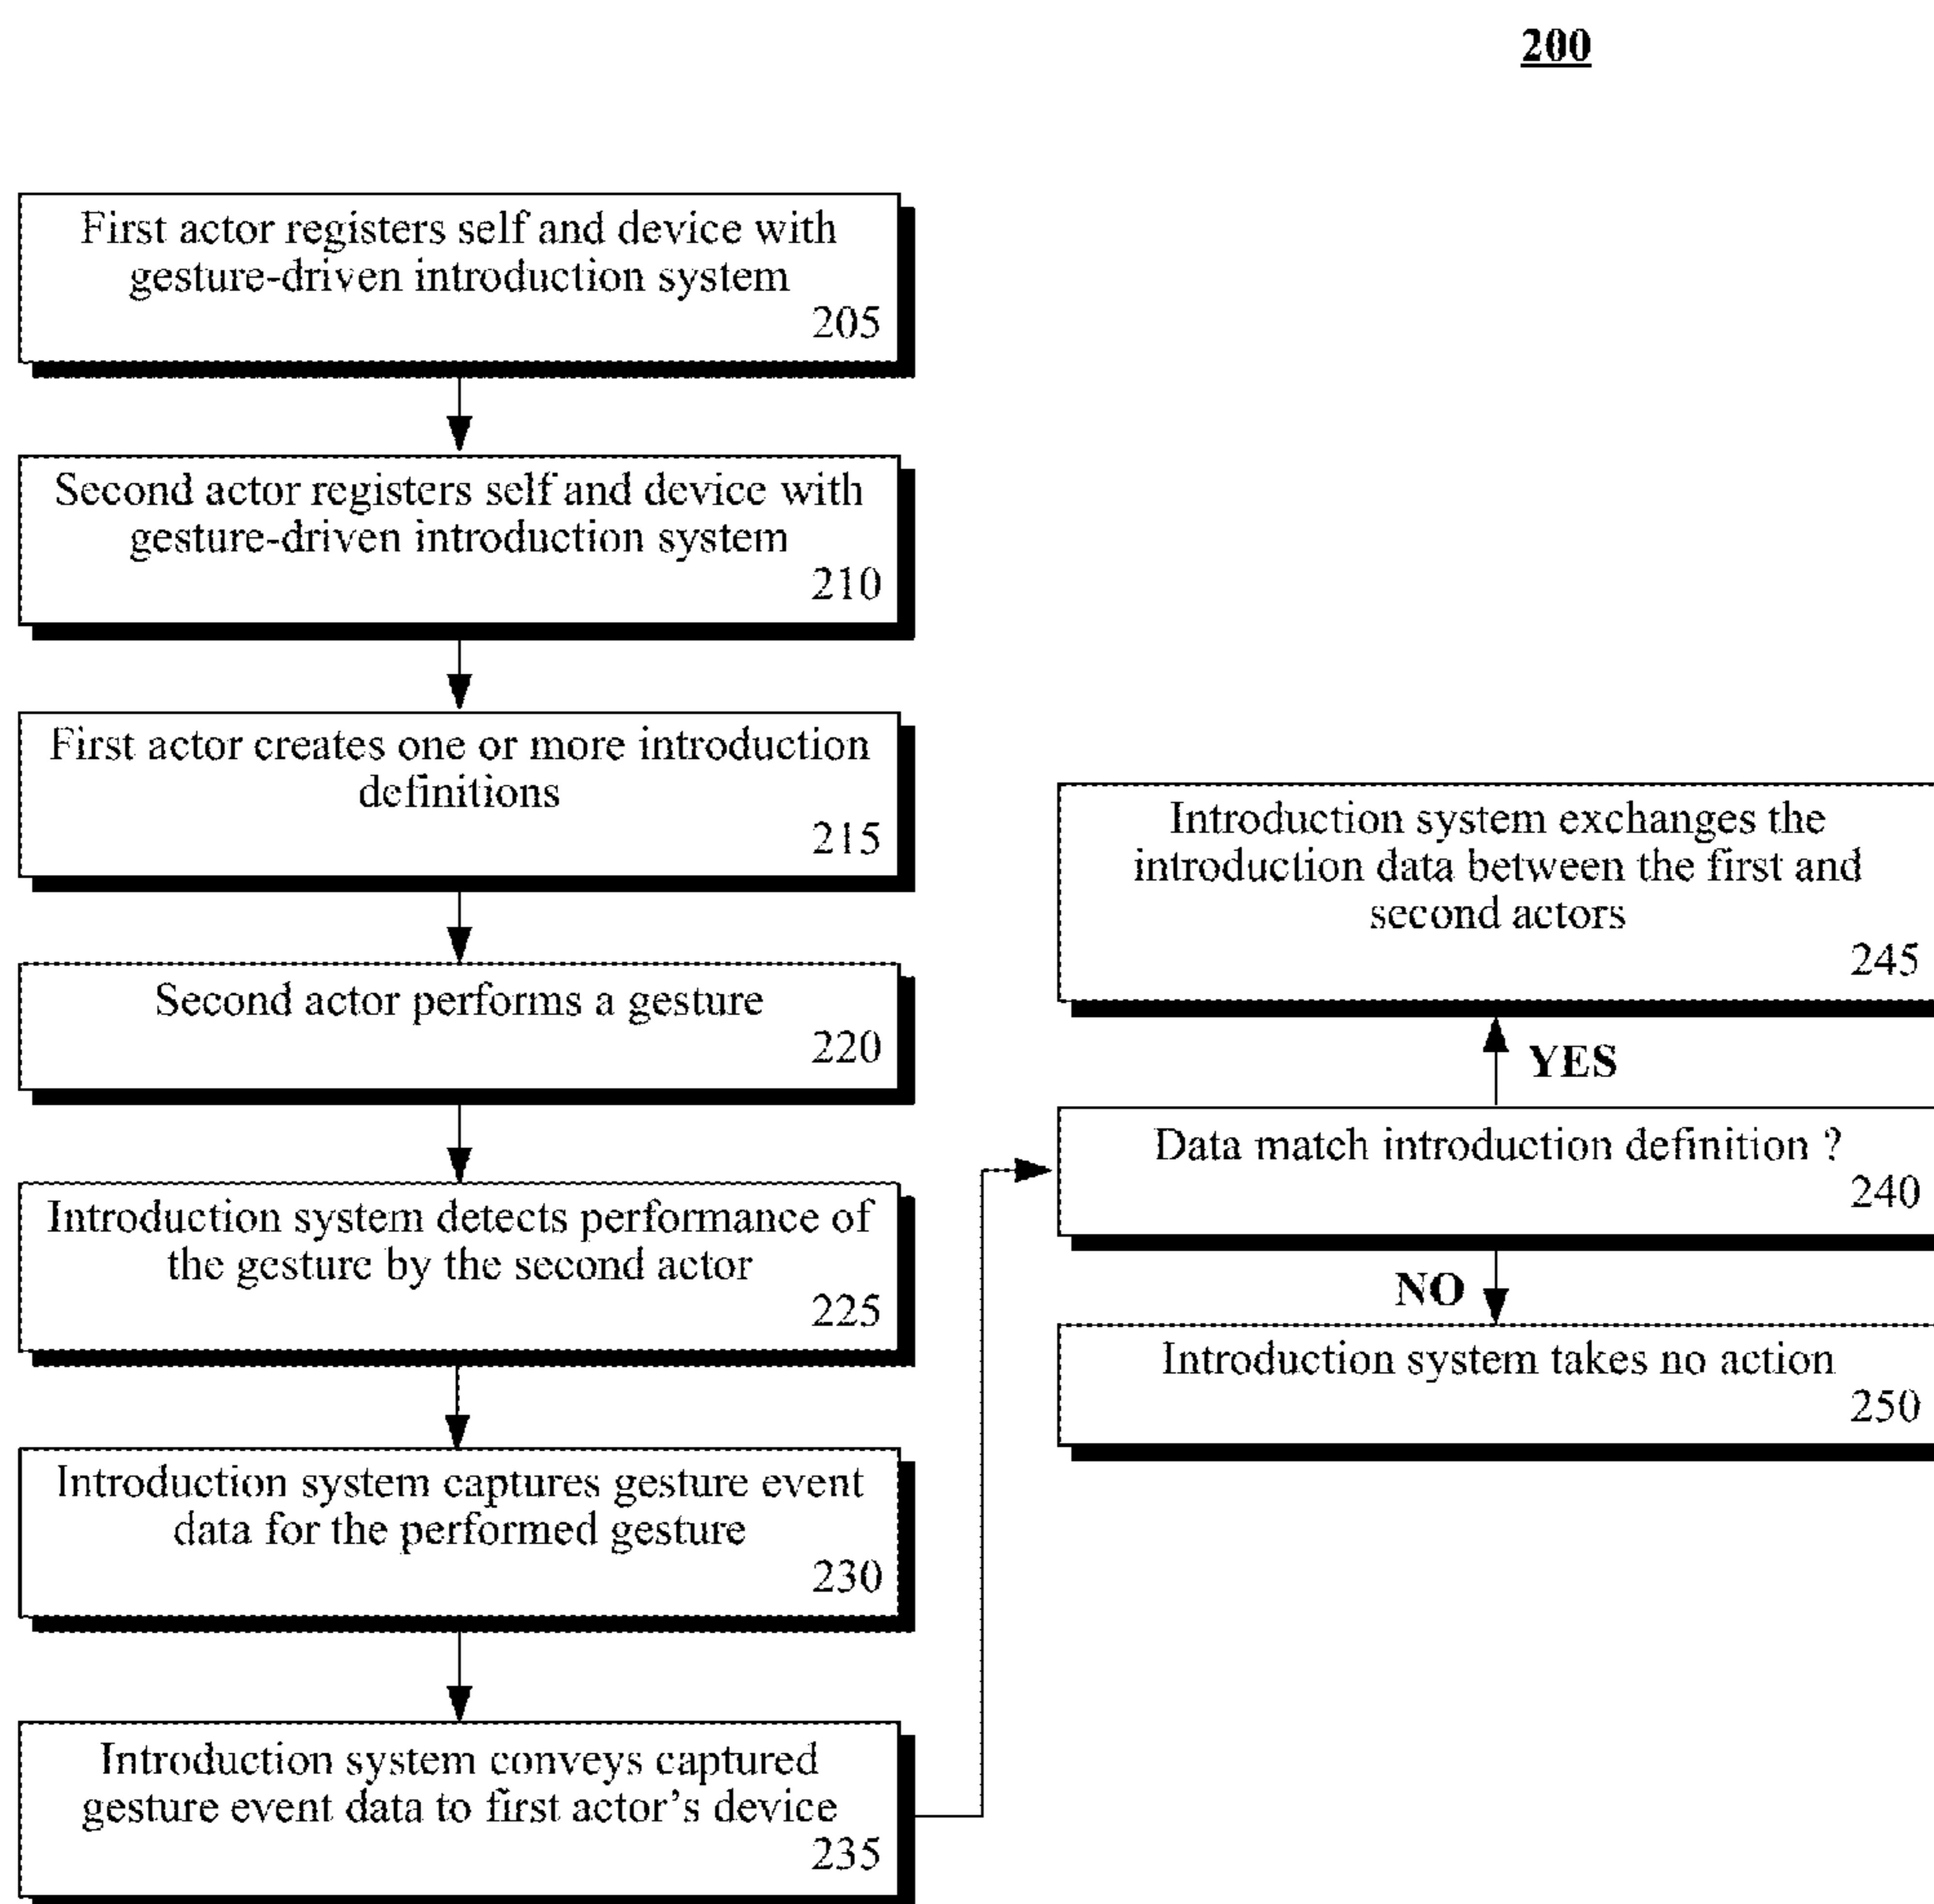 200
First actor registers self and device with
gesture-driven introduction system
205
Second actor registers self and device with
gesture-driven introduction system
210
First actor creates one or more introduction
definitions
215
Second actor performs a gesture
220
Introduction system detects performance of
the gesture by the second actor
225
Introduction system captures gesture event
data for the performed gesture
230
Introduction system conveys captured
gesture event data to first actor’s device
235
Introduction system exchanges the
introduction data between the first and
second actors
245
YES
Data match introduction definition ?
240
NO
Introduction system takes no action
250